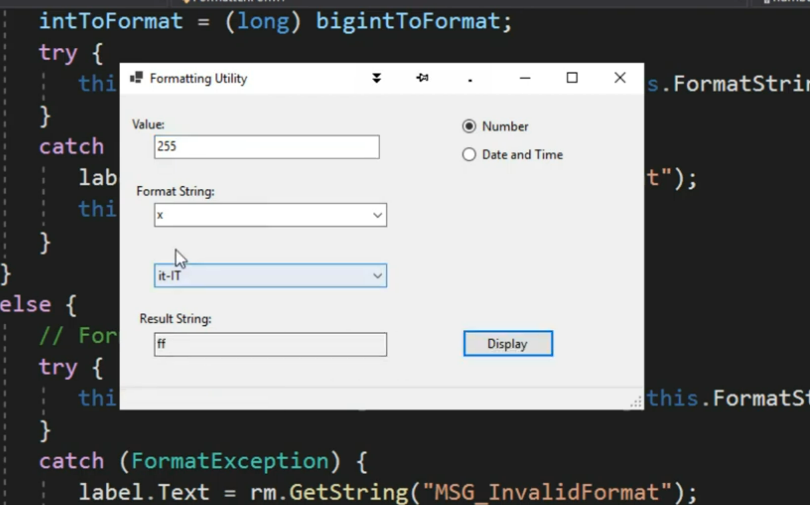 intToFormat = (long) bigintToFormat;
try {
Formatting Utility
thi
s.FormatStrin
Value:
255
Number
Date and Time
}
catch
lab
t");
Format String:
x
thi
}
it-IT
}
else {
Result String:
ff
Display
// For
try {
thi
this.FormatSt
}
catch (FormatException) {
label.Text = rm.GetString("MSG_InvalidFormat");